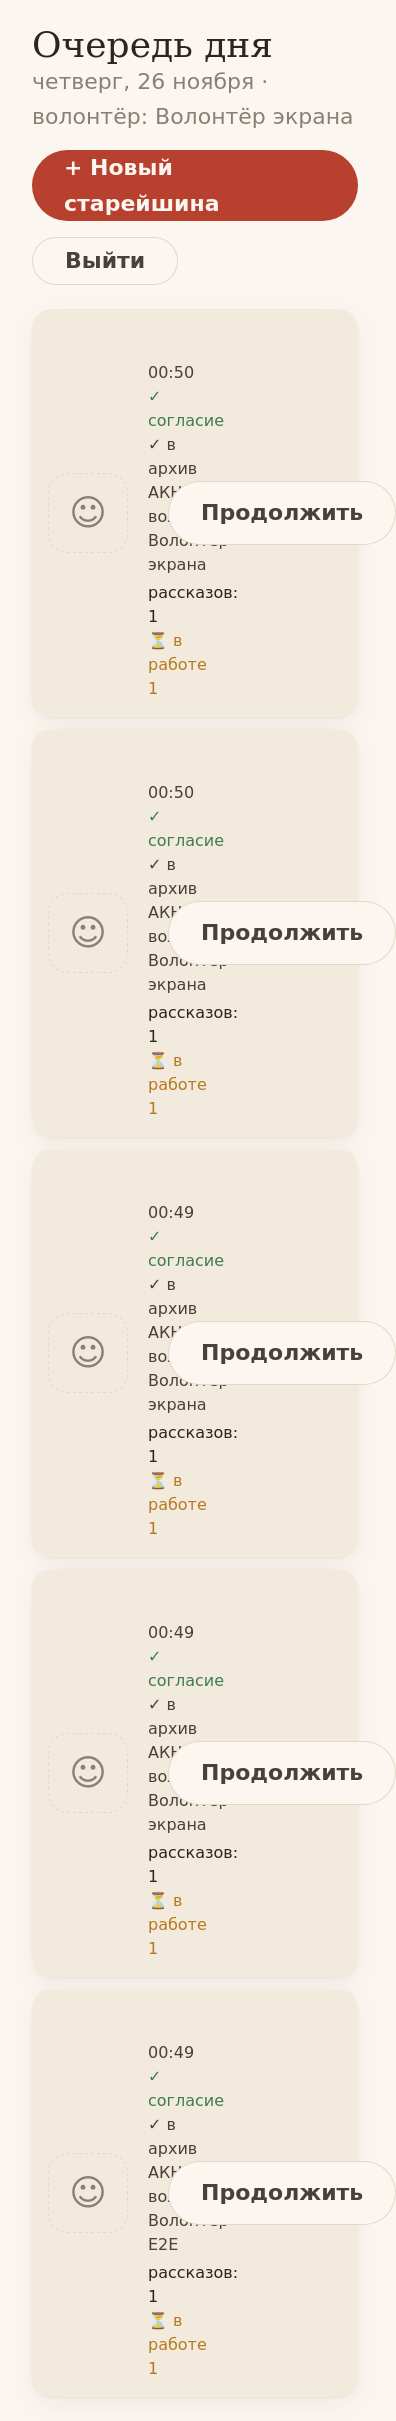 Очередь дня
четверг, 26 ноября ·
волонтёр: Волонтёр экрана
+ Новый
старейшина
Выйти
00:50
✓
согласие
✓ в
архив
Продолжить
экрана
рассказов:
1
⏳ в
работе
1
00:50
✓
согласие
✓ в
архив
Продолжить
экрана
рассказов:
1
⏳ в
работе
1
00:49
✓
согласие
✓ в
архив
Продолжить
экрана
рассказов:
1
⏳ в
работе
1
00:49
✓
согласие
✓ в
архив
Продолжить
экрана
рассказов:
1
⏳ в
работе
1
00:49
✓
согласие
✓ в
архив
Продолжить
E2E
рассказов:
1
⏳ в
работе
1